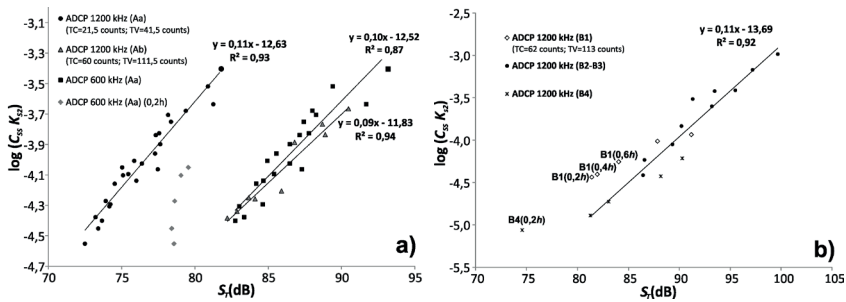 ADCP 1200 kHz (Aa)
(TC=21,5 counts; TV=41,5 counts)
ADCP 1200 kHz (Ab)
(TC=60 counts; TV=111,5 counts)
ADCP 600 kHz (Aa)
ADCP 600 kHz (Aa) (0,2h)
y = 0,11x - 12,63
R² = 0,93
y = 0,10x - 12,52
R² = 0,87
y = 0,09x - 11,83
R² = 0,94
-3,1
-3,3
-3,5
-3,7
-3,9
-4,1
-4,3
-4,5
-4,7
log (Css Ks2)
70 75 80 85 90 95
Sr(dB)
a)
ADCP 1200 kHz (B1)
(TC=62 counts; TV=113 counts)
ADCP 1200 kHz (B2-B3)
ADCP 1200 kHz (B4)
y = 0,11x - 13,69
R² = 0,92
B1(0,6h)
B1(0,4h)
B1(0,2h)
B4(0,2h)
-2,5
-3,0
-3,5
-4,0
-4,5
-5,0
-5,5
log (Css Ks2)
70 75 80 85 90 95 100 105
Sr(dB)
b)